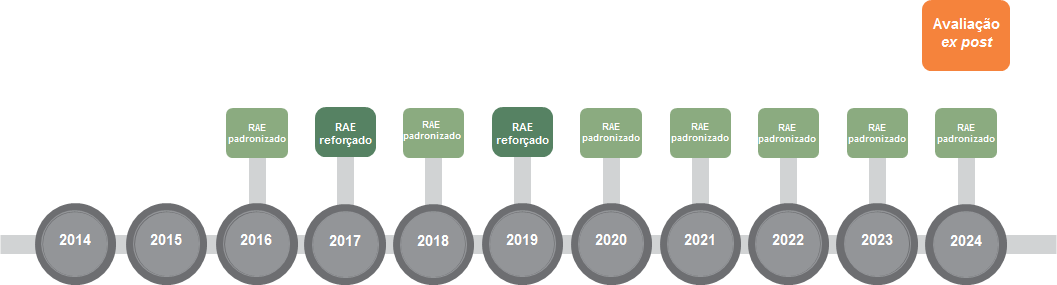 Avaliação
ex post
RAE
padronizado
RAE
reforçado
RAE
padronizado
RAE
reforçado
RAE
padronizado
RAE
padronizado
RAE
padronizado
RAE
padronizado
RAE
padronizado
2014
2015
2016
2017
2018
2019
2020
2021
2022
2023
2024